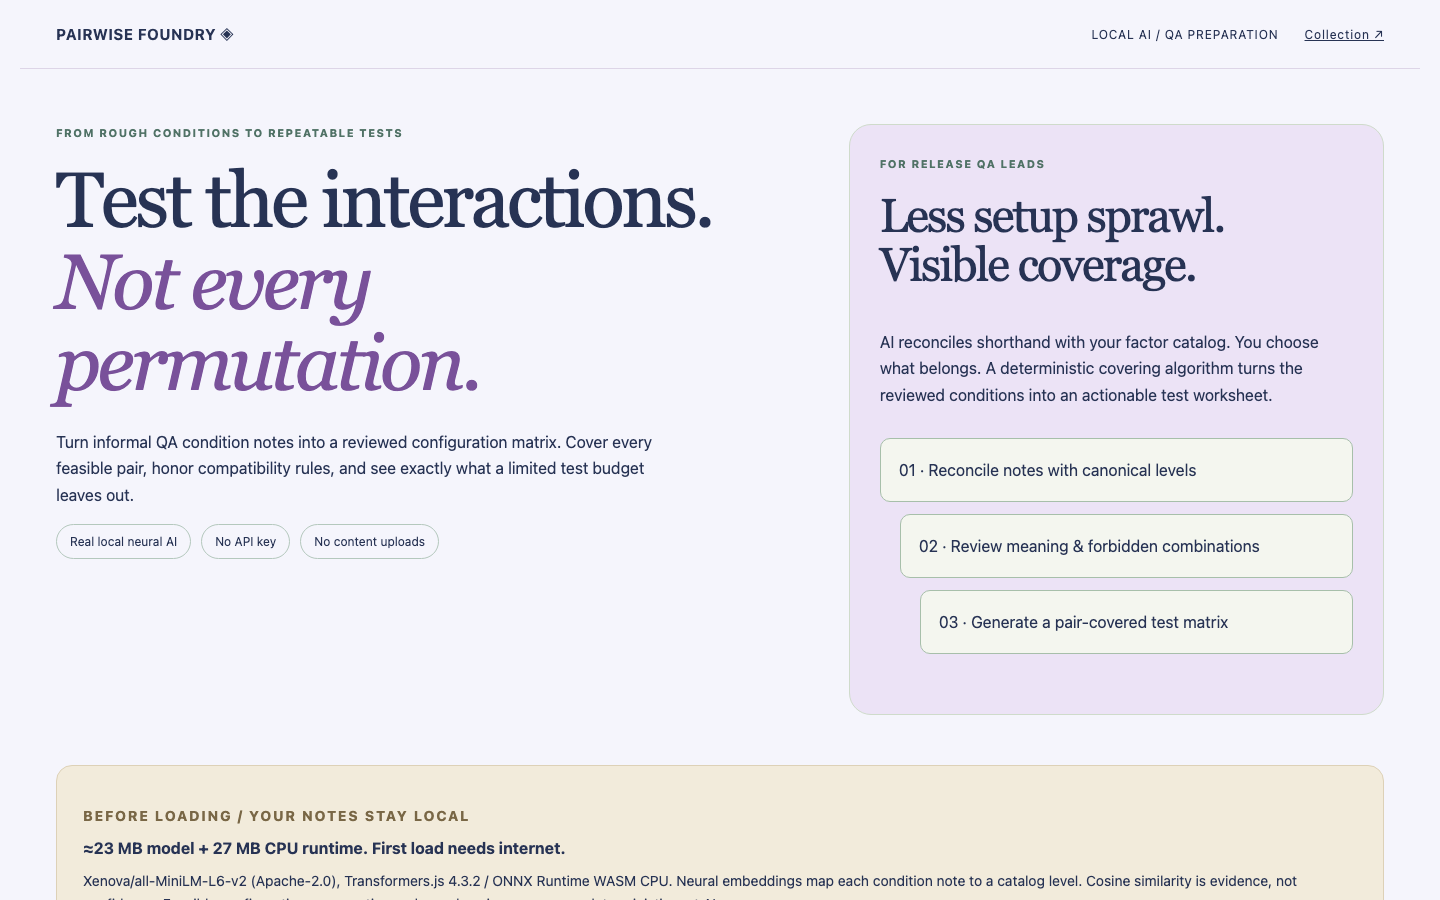 PAIRWISE FOUNDRY ◈
LOCAL AI / QA PREPARATION
Collection ↗
FROM ROUGH CONDITIONS TO REPEATABLE TESTS
Test the interactions.
Not every
permutation.
Turn informal QA condition notes into a reviewed configuration matrix. Cover every
feasible pair, honor compatibility rules, and see exactly what a limited test budget
leaves out.
Real local neural AI
No API key
No content uploads
FOR RELEASE QA LEADS
Less setup sprawl.
Visible coverage.
AI reconciles shorthand with your factor catalog. You choose
what belongs. A deterministic covering algorithm turns the
reviewed conditions into an actionable test worksheet.
01 · Reconcile notes with canonical levels
02 · Review meaning & forbidden combinations
03 · Generate a pair-covered test matrix
BEFORE LOADING / YOUR NOTES STAY LOCAL
≈23 MB model + 27 MB CPU runtime. First load needs internet.
Xenova/all-MiniLM-L6-v2 (Apache-2.0), Transformers.js 4.3.2 / ONNX Runtime WASM CPU. Neural embeddings map each condition note to a catalog level. Cosine similarity is evidence, not